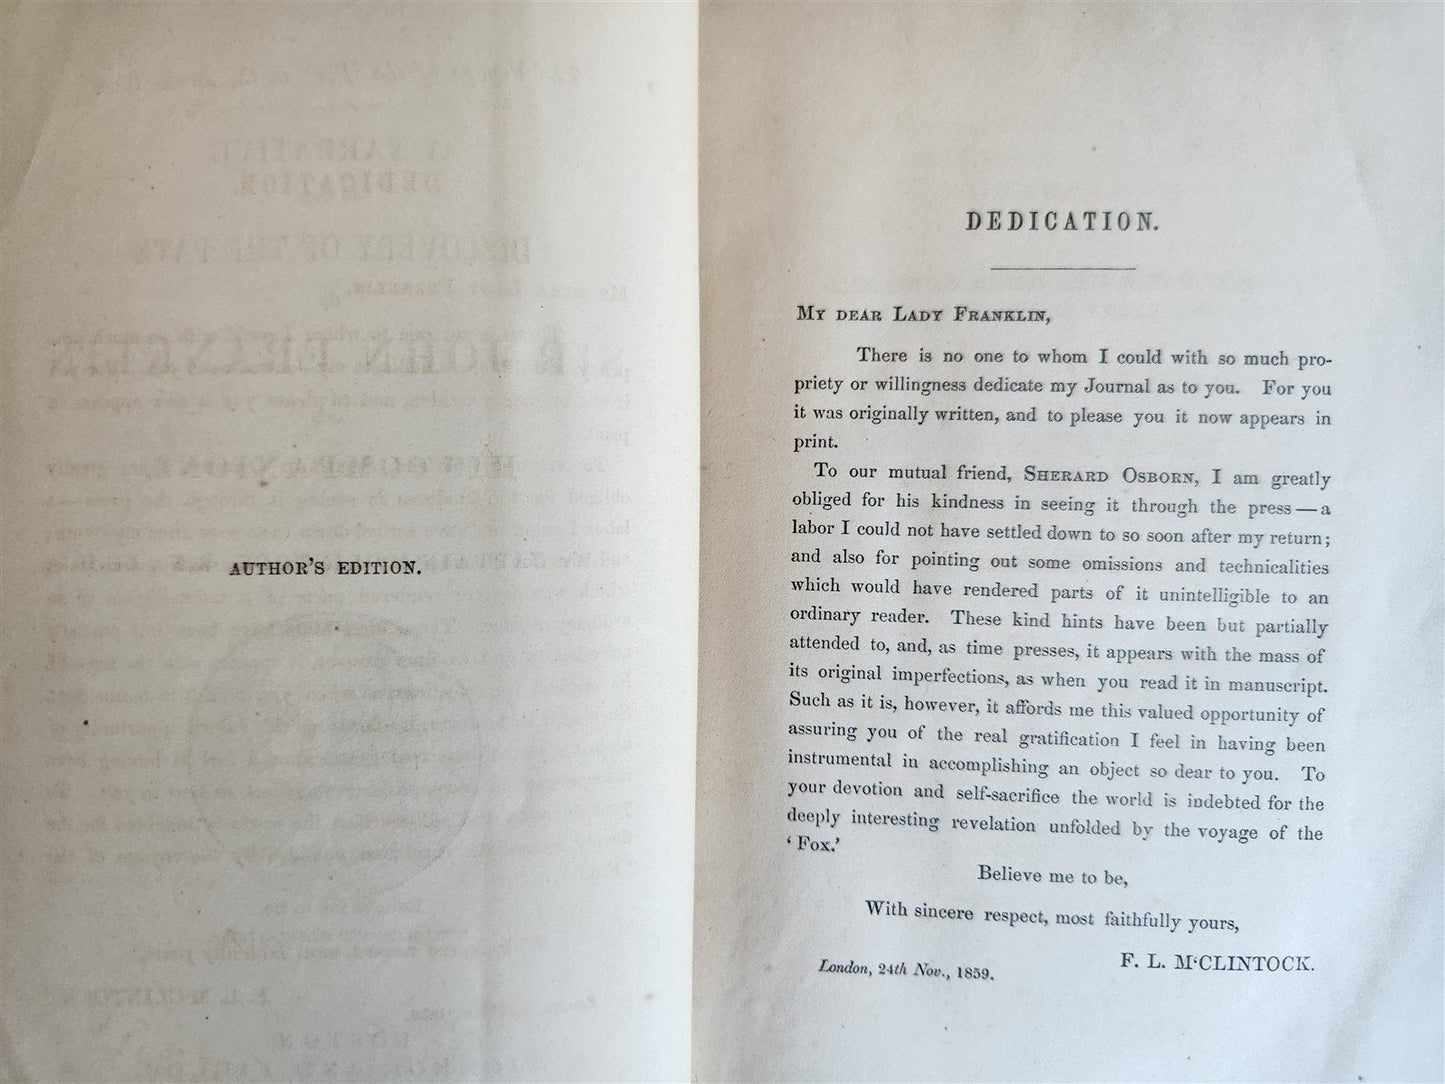 AUTHOR'S EDITION.
DEDICATION.
My dear Lady Franklin,
There is no one to whom I could with so much pro-
priety or willingness dedicate my Journal as to you. For you
it was originally written, and to please you it now appears in
print.
To our mutual friend, Sherard Osborn, I am greatly
obliged for his kindness in seeing it through the press — a
labor I could not have settled down to so soon after my return;
and also for pointing out some omissions and technicalities
which would have rendered parts of it unintelligible to an
ordinary reader. These kind hints have been but partially
attended to, and, as time presses, it appears with the mass of
its original imperfections, as when you read it in manuscript.
Such as it is, however, it affords me this valued opportunity of
assuring you of the real gratification I feel in having been
instrumental in accomplishing an object so dear to you. To
your devotion and self-sacrifice the world is indebted for the
deeply interesting revelation unfolded by the voyage of the
'Fox.'
Believe me to be,
With sincere respect, most faithfully yours,
F. L. M‘CLINTOCK.
London, 24th Nov., 1859.